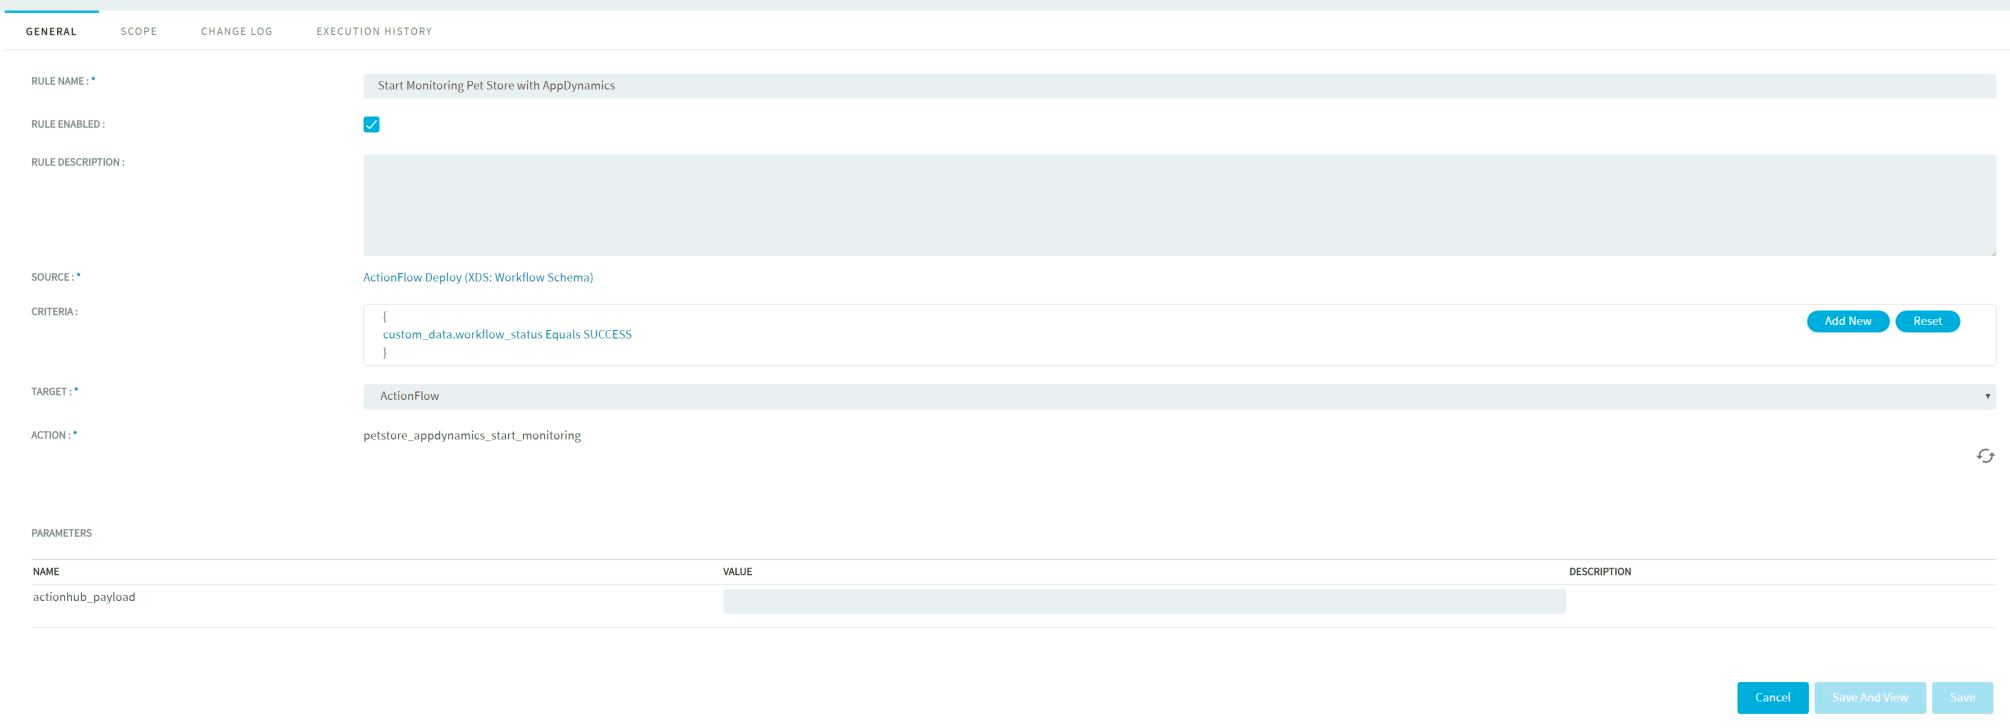 GENERAL SCOPE CHANGE LOG EXECUTION HISTORY
RULE NAME : * Start Monitoring Pet Store with AppDynamics
RULE ENABLED :
RULE DESCRIPTION :
SOURCE : * ActionFlow Deploy (XDS: Workflow Schema)
CRITERIA : {
custom_data.workflow_status Equals SUCCESS
}
Add New Reset
TARGET : * ActionFlow
ACTION : * petstore_appdynamics_start_monitoring
PARAMETERS
NAME VALUE DESCRIPTION
actionhub_payload
Cancel Save And View Save